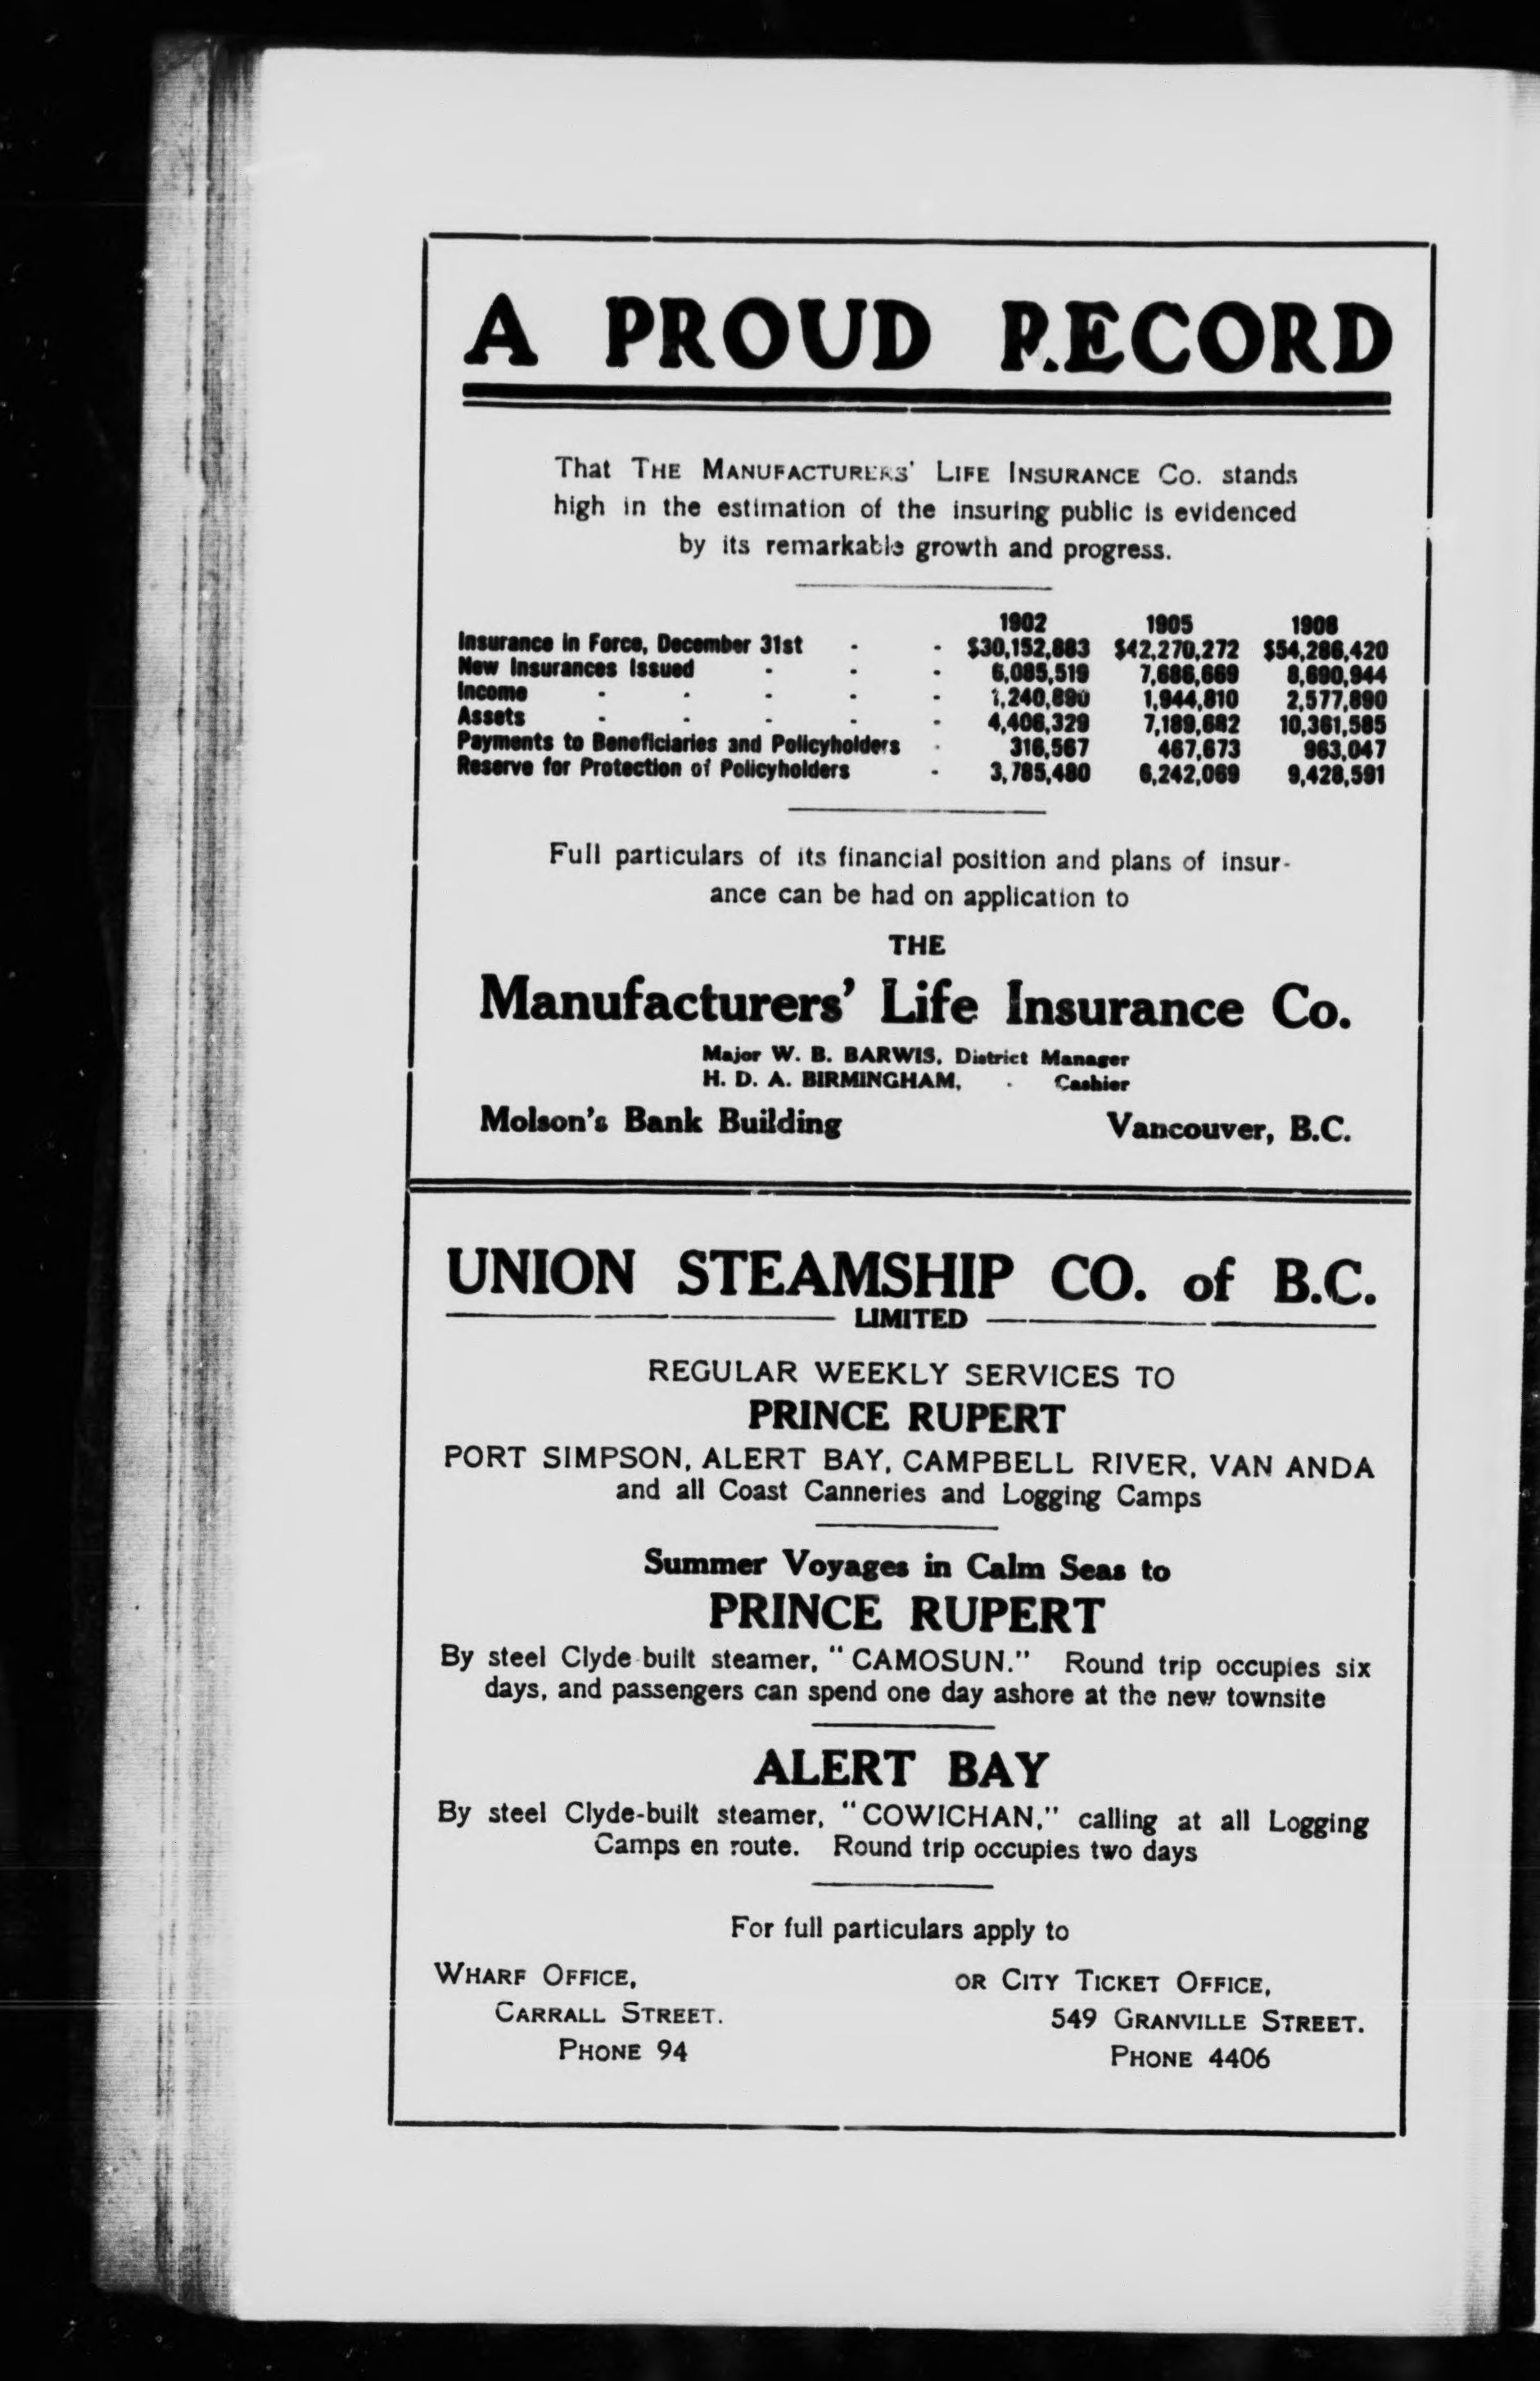 A PROUD RECORD
That THE MANUFACTURERS' LIFE INSURANCE CO. stands
high in the estimation of the insuring public is evidenced
by its remarkable growth and progress.
1902 1905 1908
Insurance in Force, December 31st - - $30,152,883 $42,270,272 $54,286,420
New Insurances Issued - - - 6,085,519 7,686,669 8,690,944
Income - - - - - 1,240,890 1,944,810 2,577,890
Assets - - - - - 4,406,329 7,189,682 10,361,585
Payments to Beneficiaries and Policyholders - 316,567 467,673 963,047
Reserve for Protection of Policyholders - 3,785,480 6,242,069 9,428,591
Full particulars of its financial position and plans of insur-
ance can be had on application to
THE
Manufacturers' Life Insurance Co.
Major W. B. BARWIS, District Manager
H. D. A. BIRMINGHAM, - Cashier
Molson's Bank Building Vancouver, B.C.
UNION STEAMSHIP CO. of B.C.
LIMITED
REGULAR WEEKLY SERVICES TO
PRINCE RUPERT
PORT SIMPSON, ALERT BAY, CAMPBELL RIVER, VAN ANDA
and all Coast Canneries and Logging Camps
Summer Voyages in Calm Seas to
PRINCE RUPERT
By steel Clyde-built steamer, "CAMOSUN." Round trip occupies six
days, and passengers can spend one day ashore at the new townsite
ALERT BAY
By steel Clyde-built steamer, "COWICHAN," calling at all Logging
Camps en route. Round trip occupies two days
For full particulars apply to
WHARF OFFICE, OR CITY TICKET OFFICE,
CARRALL STREET. 549 GRANVILLE STREET.
PHONE 94 PHONE 4406